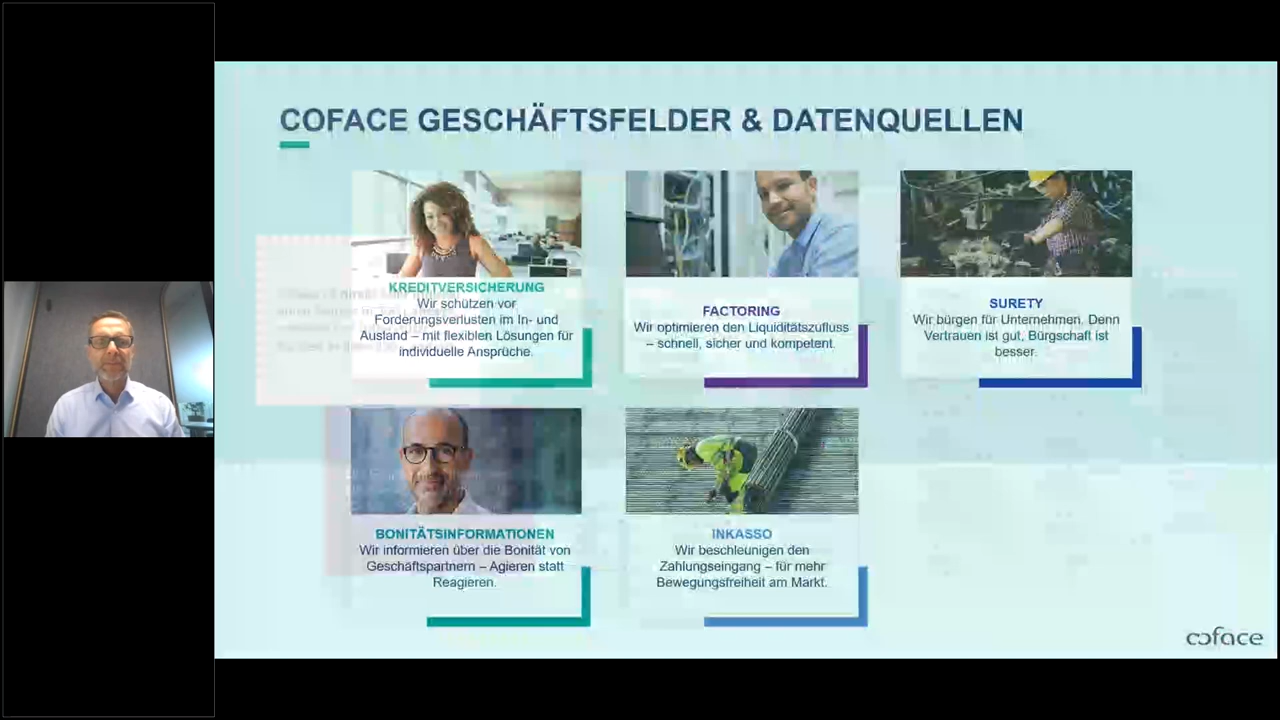 COFACE GESCHÄFTSFELDER & DATENQUELLEN
KREDITVERSICHERUNG
Wir schützen vor
Forderungsverlusten im In- und
Ausland – mit flexiblen Lösungen für
individuelle Ansprüche.
FACTORING
Wir optimieren den Liquiditätszufluss
– schnell, sicher und kompetent.
SURETY
Wir bürgen für Unternehmen. Denn
Vertrauen ist gut, Bürgschaft ist
besser.
BONITÄTSINFORMATIONEN
Wir informieren über die Bonität von
Geschäftspartnern – Agieren statt
Reagieren.
INKASSO
Wir beschleunigen den
Zahlungseingang – für mehr
Bewegungsfreiheit am Markt.
coface